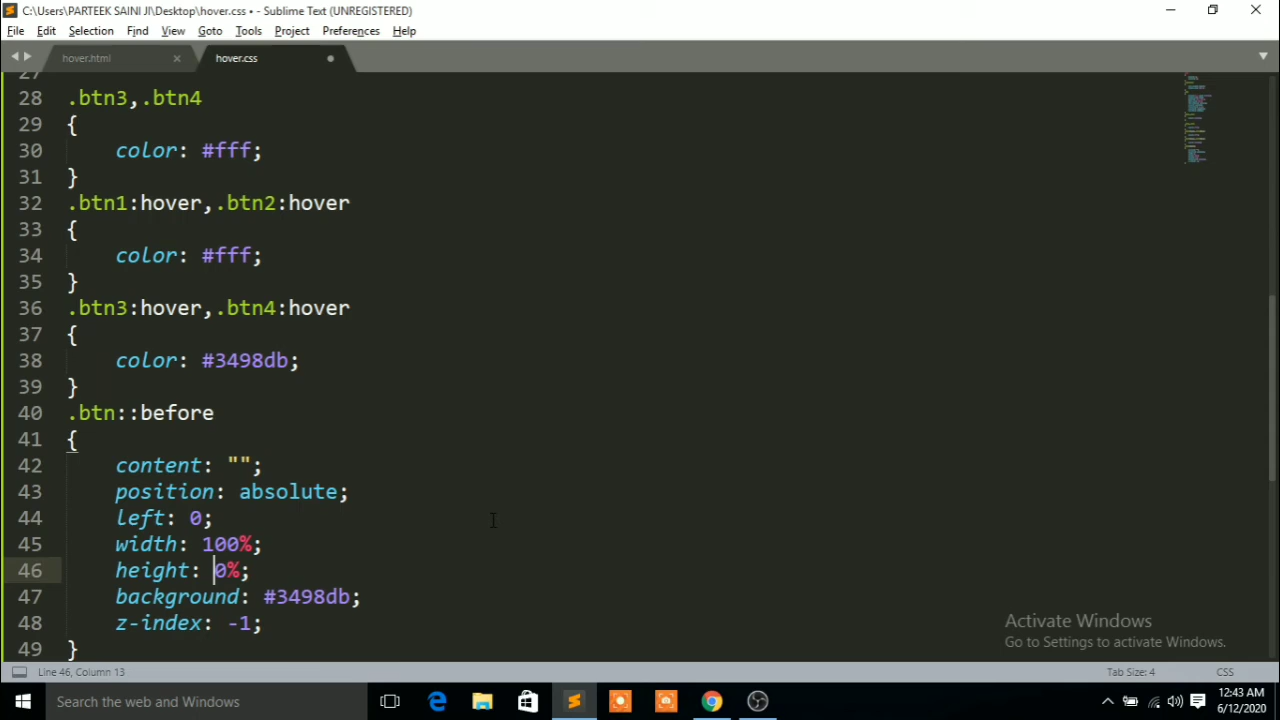 C:\Users\PARTEEK SAINI JI\Desktop\hover.css • - Sublime Text (UNREGISTERED)
File Edit Selection Find View Goto Tools Project Preferences Help
hover.html hover.css
27
28 .btn3,.btn4
29 {
30 color: #fff;
31 }
32 .btn1:hover,.btn2:hover
33 {
34 color: #fff;
35 }
36 .btn3:hover,.btn4:hover
37 {
38 color: #3498db;
39 }
40 .btn::before
41 {
42 content: "";
43 position: absolute;
44 left: 0;
45 width: 100%;
46 height: 0%;
47 background: #3498db;
48 z-index: -1;
49 }
Activate Windows
Go to Settings to activate Windows.
Line 46, Column 13 Tab Size: 4 CSS
Search the web and Windows
12:43 AM
6/12/2020